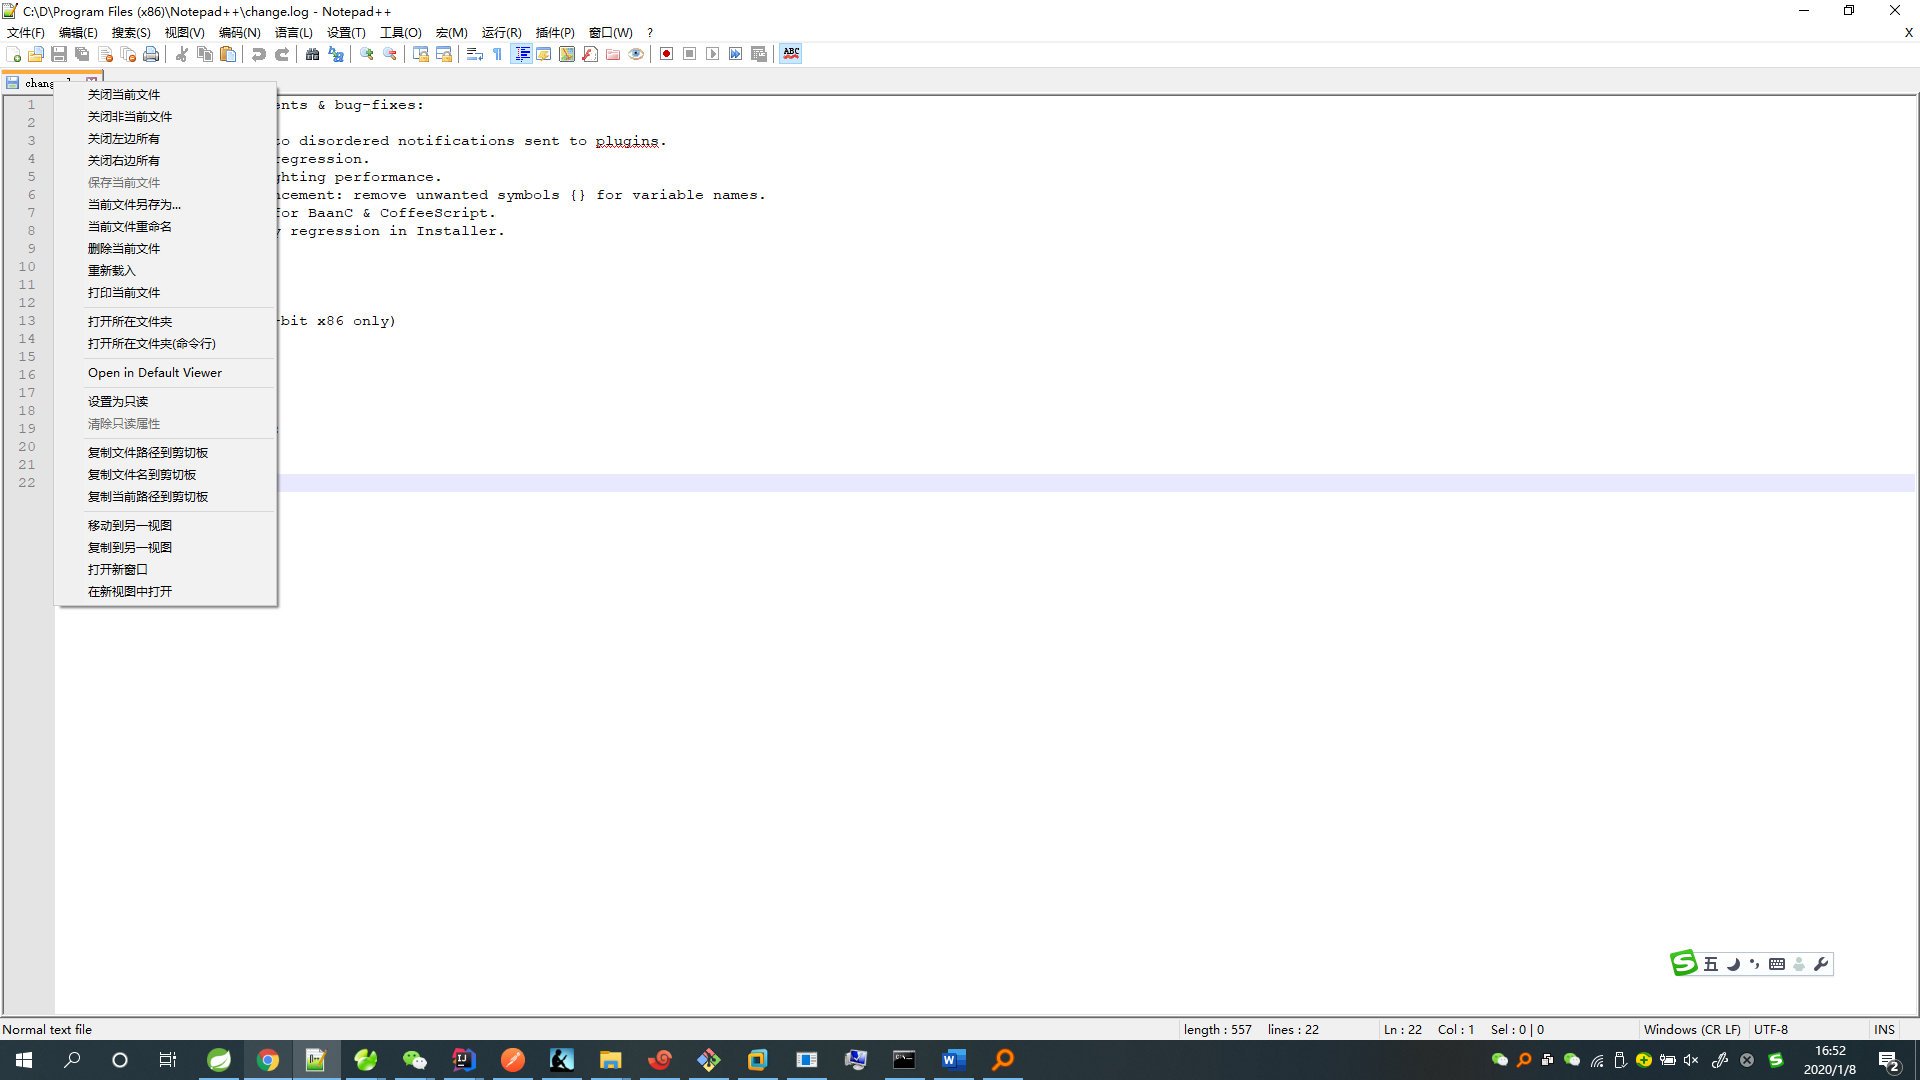 C:\D\Program Files (x86)\Notepad++\change.log - Notepad++
文件(F) 编辑(E) 搜索(S) 视图(V) 编码(N) 语言(L) 设置(T) 工具(O) 宏(M) 运行(R) 插件(P) 窗口(W) ? X
ABC
chang
关闭当前文件
关闭非当前文件
关闭左边所有
关闭右边所有
保存当前文件
当前文件另存为...
当前文件重命名
删除当前文件
重新载入
打印当前文件
打开所在文件夹
打开所在文件夹(命令行)
Open in Default Viewer
设置为只读
清除只读属性
复制文件路径到剪切板
复制文件名到剪切板
复制当前路径到剪切板
移动到另一视图
复制到另一视图
打开新窗口
在新视图中打开
1 nts & bug-fixes:
2
3 to disordered notifications sent to plugins.
4 regression.
5 ghting performance.
6 ncement: remove unwanted symbols {} for variable names.
7 for BaanC & CoffeeScript.
8 y regression in Installer.
9
10
11
12
13 -bit x86 only)
14
15
16
17
18
19
20
21
22
五
Normal text file length : 557 lines : 22 Ln : 22 Col : 1 Sel : 0 | 0 Windows (CR LF) UTF-8 INS
16:52
2020/1/8
2